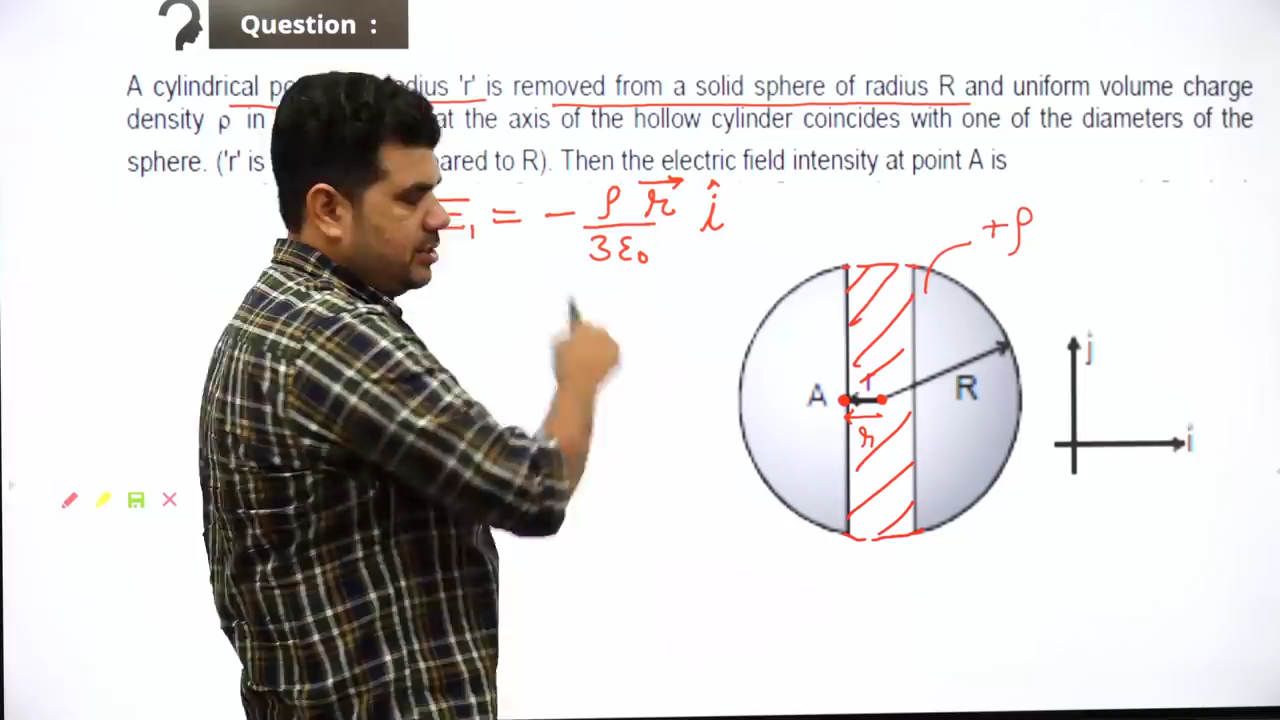 Question :
A cylindrical radius 'r' is removed from a solid sphere of radius R and uniform volume charge
density ρ in at the axis of the hollow cylinder coincides with one of the diameters of the
sphere. ('r' is compared to R). Then the electric field intensity at point A is
E₁ = - ρ r⃗ / 3ε₀ î
+ρ
j
A
r
R
r
i